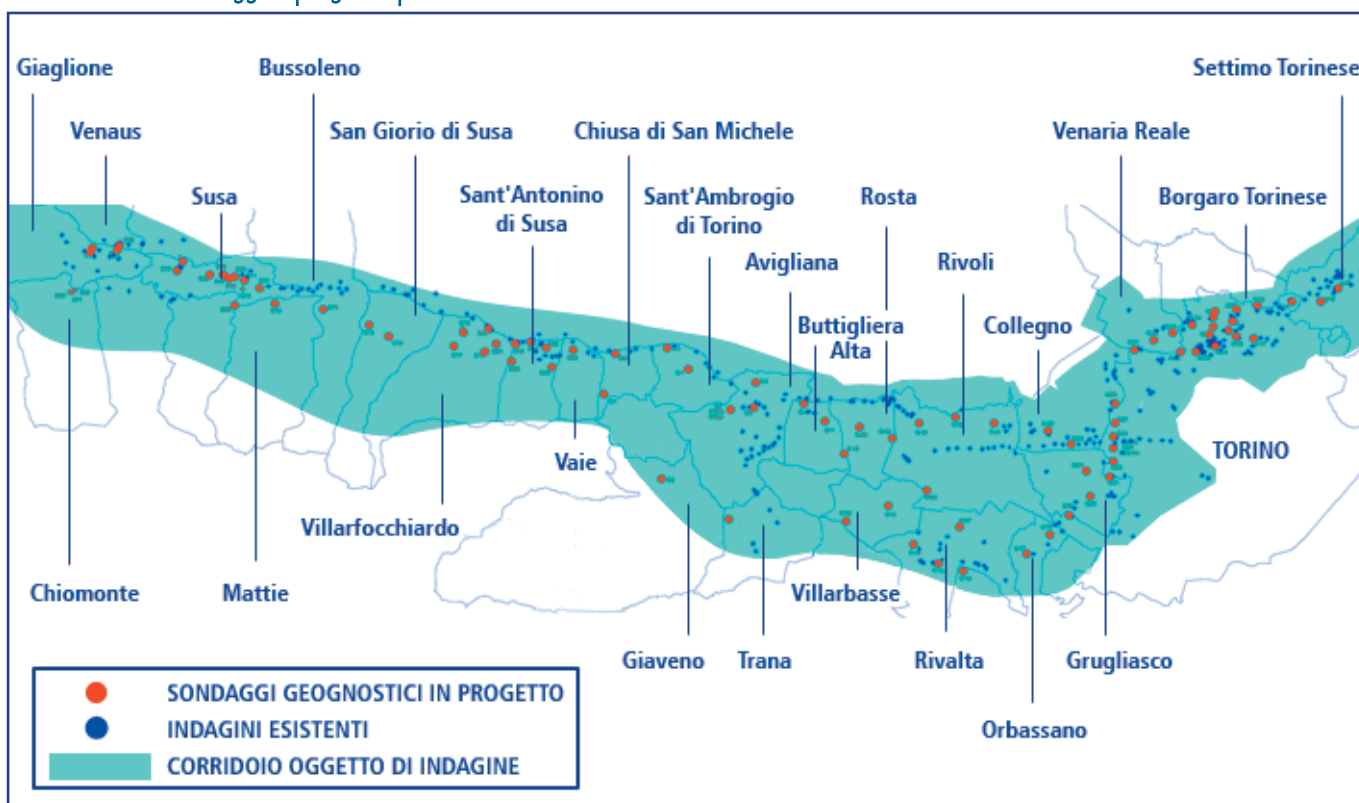 Giaglione
Bussoleno
Settimo Torinese
Venaus
San Giorio di Susa
Chiusa di San Michele
Venaria Reale
Susa
Sant'Antonino
di Susa
Sant'Ambrogio
di Torino
Rosta
Borgaro Torinese
Avigliana
Rivoli
Buttigliera
Alta
Collegno
Vaie
TORINO
Villarfocchiardo
Chiomonte
Mattie
Villarbasse
Giaveno
Trana
Rivalta
Grugliasco
Orbassano
SONDAGGI GEOGNOSTICI IN PROGETTO
INDAGINI ESISTENTI
CORRIDOIO OGGETTO DI INDAGINE